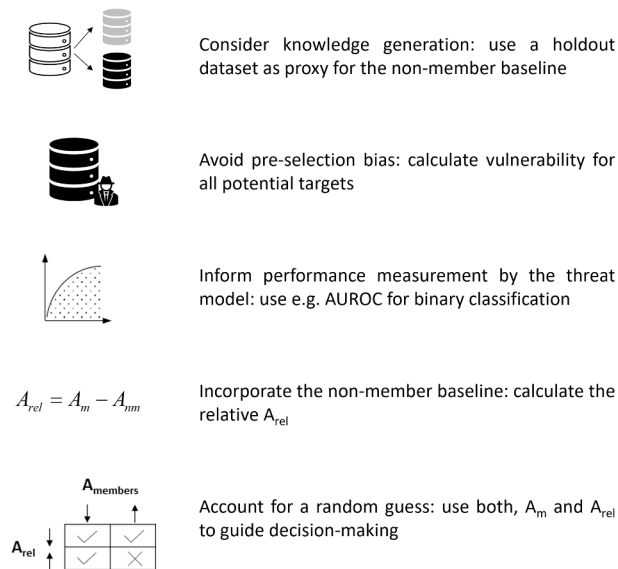 Consider knowledge generation: use a holdout
dataset as proxy for the non-member baseline
Avoid pre-selection bias: calculate vulnerability for
all potential targets
Inform performance measurement by the threat
model: use e.g. AUROC for binary classification
A_rel = A_m − A_nm
Incorporate the non-member baseline: calculate the
relative A_rel
A_members
A_rel
Account for a random guess: use both, A_m and A_rel
to guide decision-making